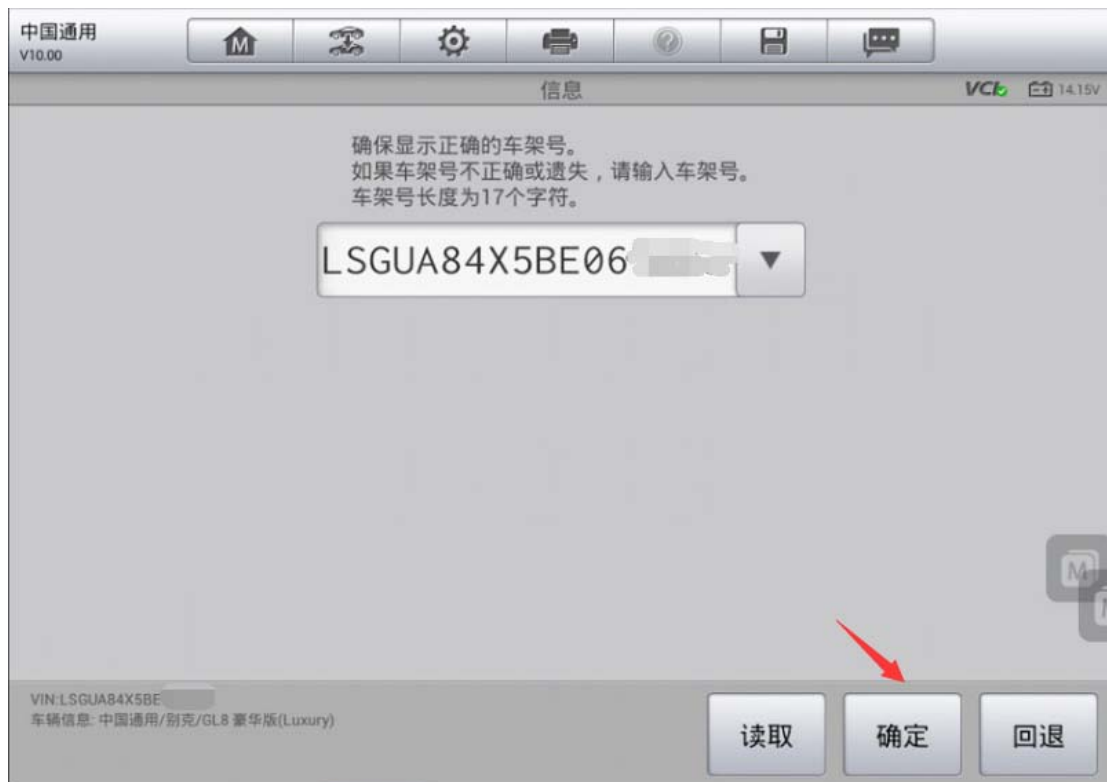 中国通用
V10.00
信息
VCI
14.15V
确保显示正确的车架号。
如果车架号不正确或遗失，请输入车架号。
车架号长度为17个字符。
LSGUA84X5BE06
VIN:LSGUA84X5BE
车辆信息: 中国通用/别克/GL8 豪华版(Luxury)
读取
确定
回退